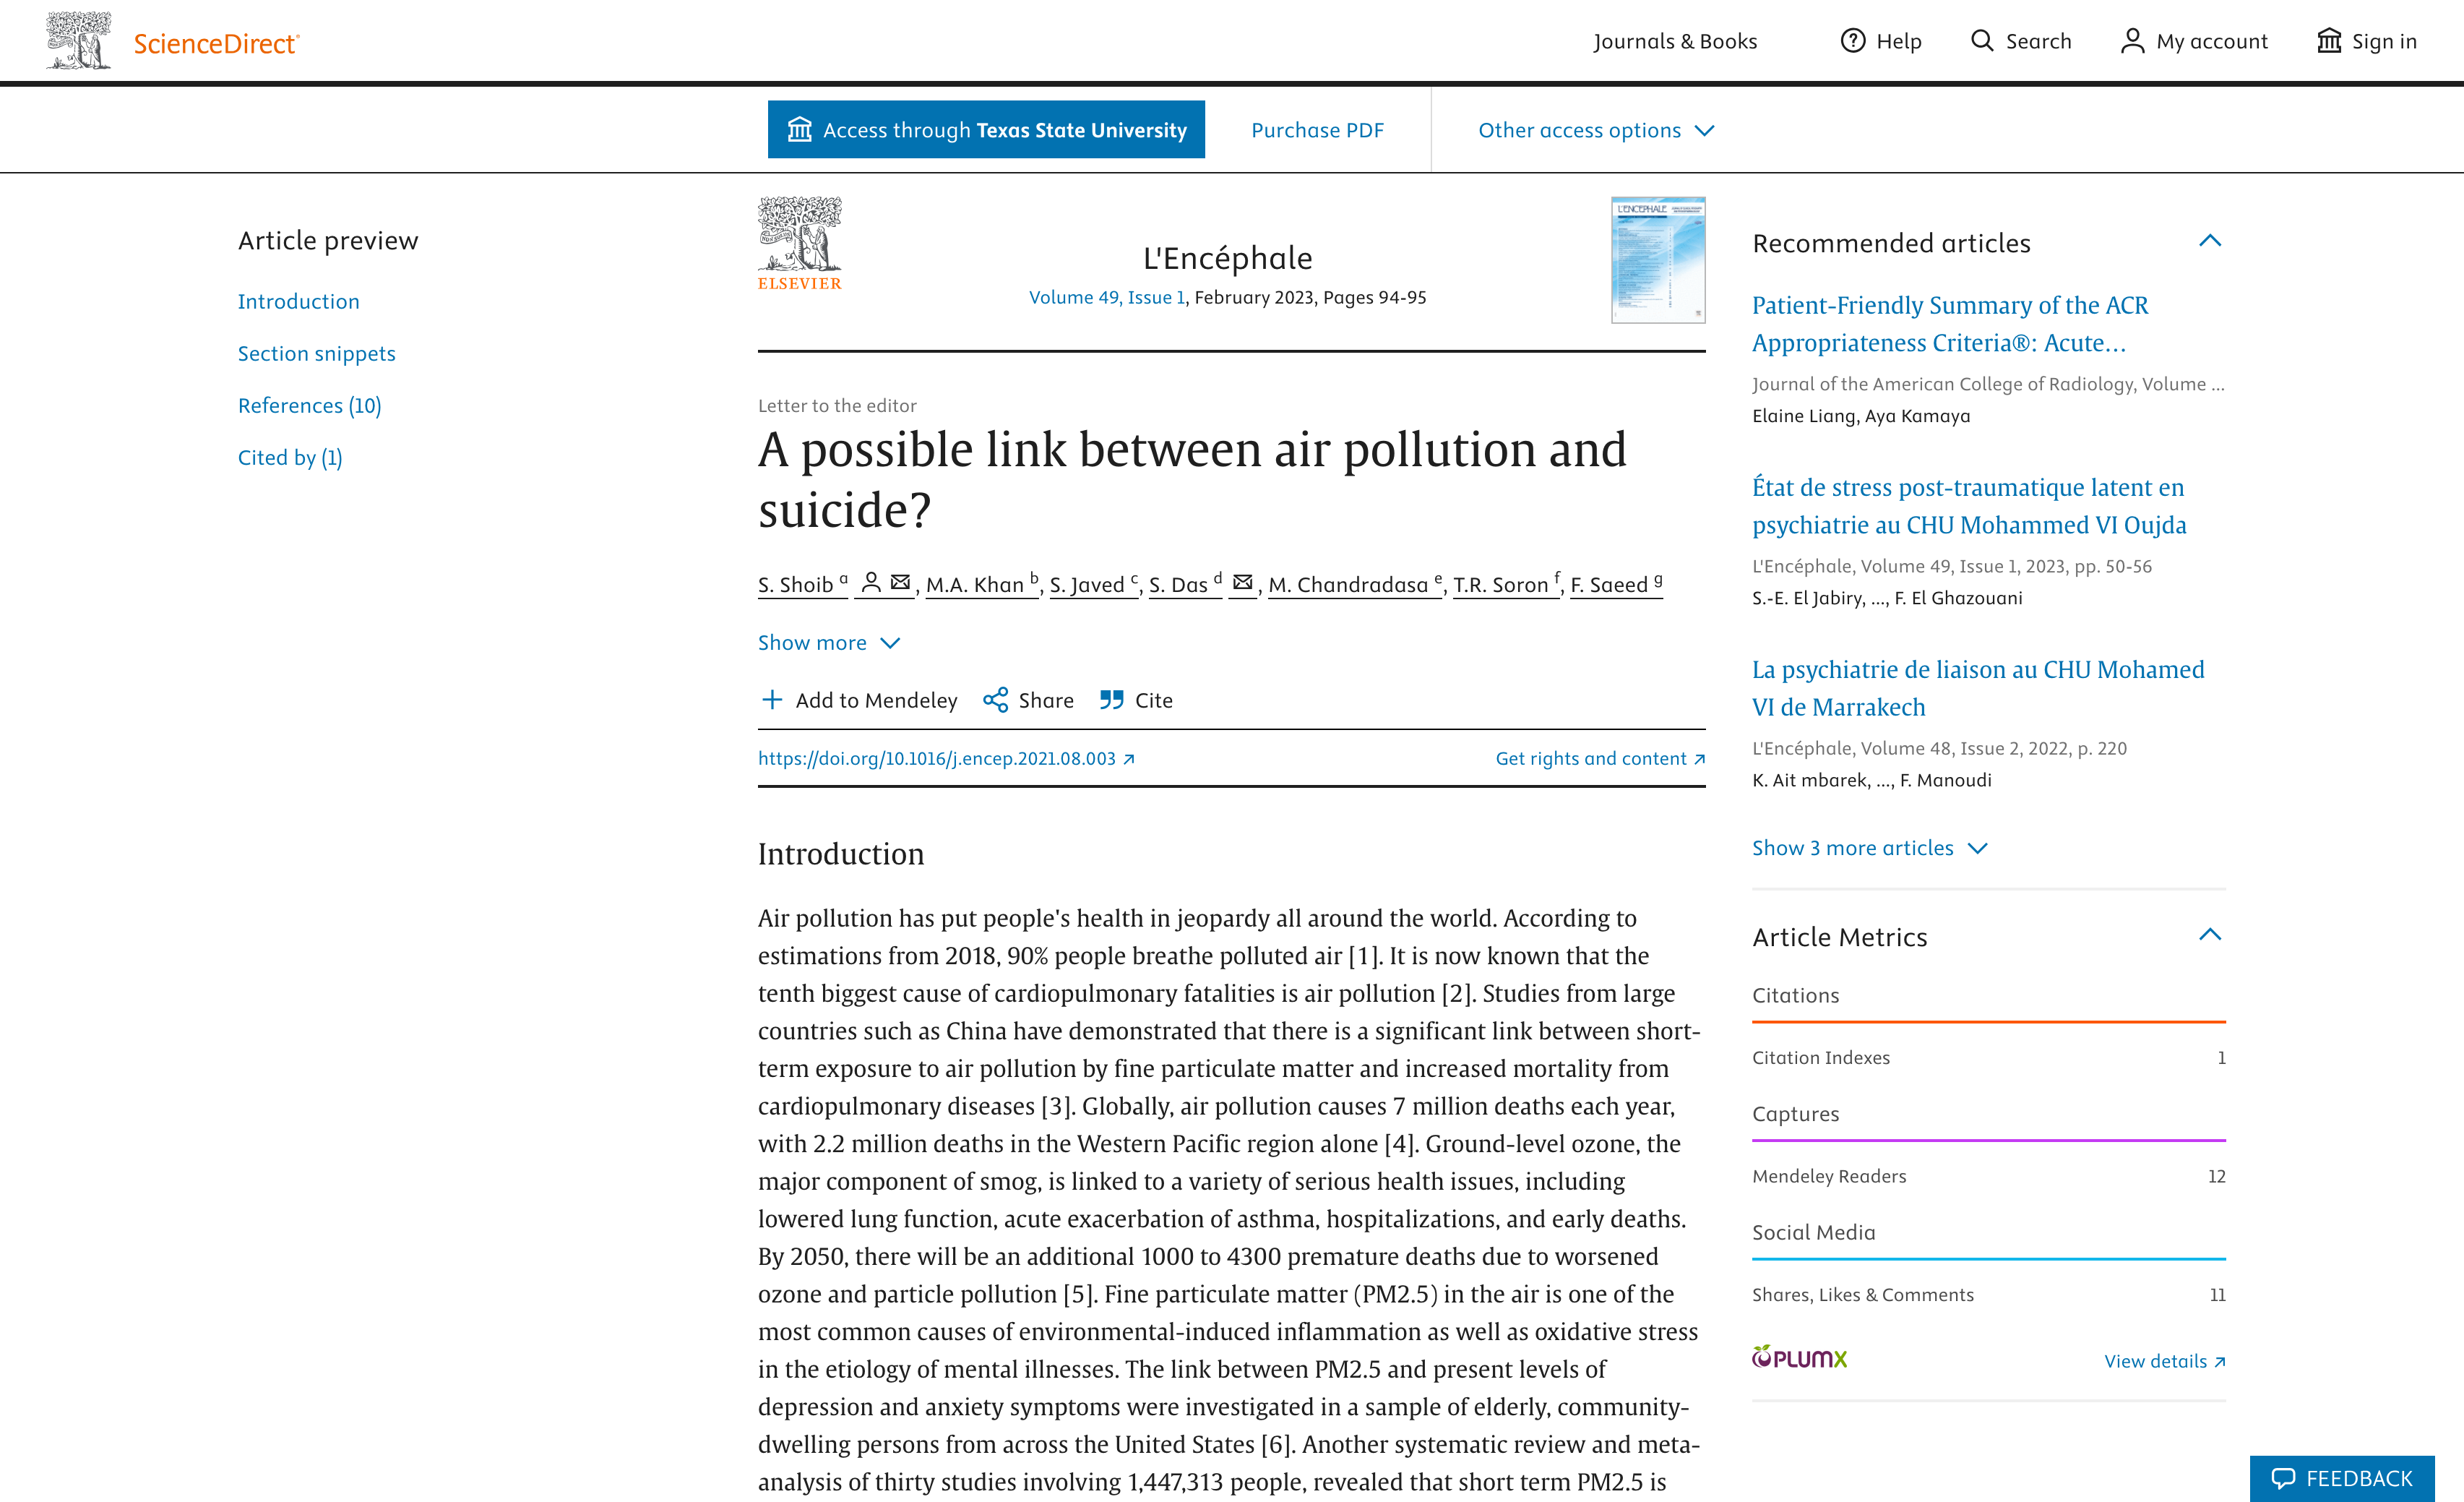 ScienceDirect
Journals & Books
Help
Search
My account
Sign in
Access through Texas State University
Purchase PDF
Other access options
Article preview
Introduction
Section snippets
References (10)
Cited by (1)
ELSEVIER
L'Encéphale
Volume 49, Issue 1, February 2023, Pages 94-95
L'ENCEPHALE
Letter to the editor
A possible link between air pollution and
suicide?
S. Shoib a , M.A. Khan b, S. Javed c, S. Das d , M. Chandradasa e, T.R. Soron f, F. Saeed g
Show more
Add to Mendeley
Share
Cite
https://doi.org/10.1016/j.encep.2021.08.003
Get rights and content
Introduction
Air pollution has put people's health in jeopardy all around the world. According to
estimations from 2018, 90% people breathe polluted air [1]. It is now known that the
tenth biggest cause of cardiopulmonary fatalities is air pollution [2]. Studies from large
countries such as China have demonstrated that there is a significant link between short-
term exposure to air pollution by fine particulate matter and increased mortality from
cardiopulmonary diseases [3]. Globally, air pollution causes 7 million deaths each year,
with 2.2 million deaths in the Western Pacific region alone [4]. Ground-level ozone, the
major component of smog, is linked to a variety of serious health issues, including
lowered lung function, acute exacerbation of asthma, hospitalizations, and early deaths.
By 2050, there will be an additional 1000 to 4300 premature deaths due to worsened
ozone and particle pollution [5]. Fine particulate matter (PM2.5) in the air is one of the
most common causes of environmental-induced inflammation as well as oxidative stress
in the etiology of mental illnesses. The link between PM2.5 and present levels of
depression and anxiety symptoms were investigated in a sample of elderly, community-
dwelling persons from across the United States [6]. Another systematic review and meta-
analysis of thirty studies involving 1,447,313 people, revealed that short term PM2.5 is
Recommended articles
Patient-Friendly Summary of the ACR
Appropriateness Criteria®: Acute…
Journal of the American College of Radiology, Volume ...
Elaine Liang, Aya Kamaya
État de stress post-traumatique latent en
psychiatrie au CHU Mohammed VI Oujda
L'Encéphale, Volume 49, Issue 1, 2023, pp. 50-56
S.-E. El Jabiry, …, F. El Ghazouani
La psychiatrie de liaison au CHU Mohamed
VI de Marrakech
L'Encéphale, Volume 48, Issue 2, 2022, p. 220
K. Ait mbarek, …, F. Manoudi
Show 3 more articles
Article Metrics
Citations
Citation Indexes 1
Captures
Mendeley Readers 12
Social Media
Shares, Likes & Comments 11
PLUMX
View details
FEEDBACK